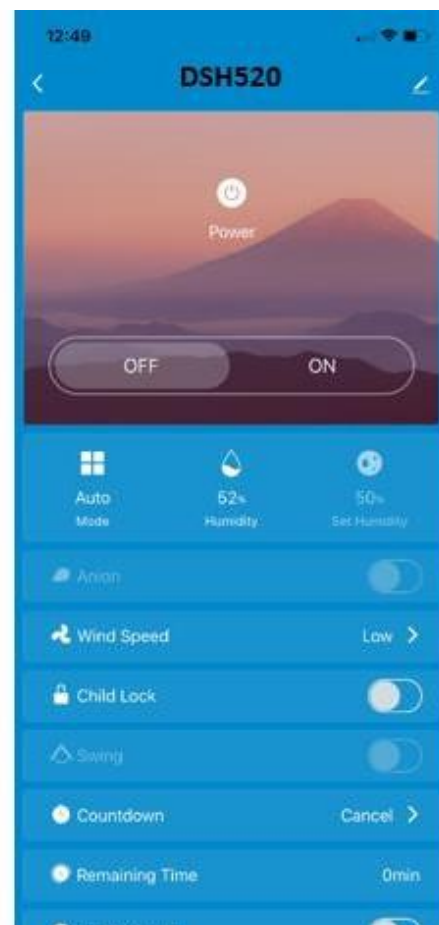 12:49
DSH520
Power
OFF ON
Auto 52% 50%
Mode Humidity Set Humidity
Anion
Wind Speed Low
Child Lock
Swing
Countdown Cancel
Remaining Time 0min